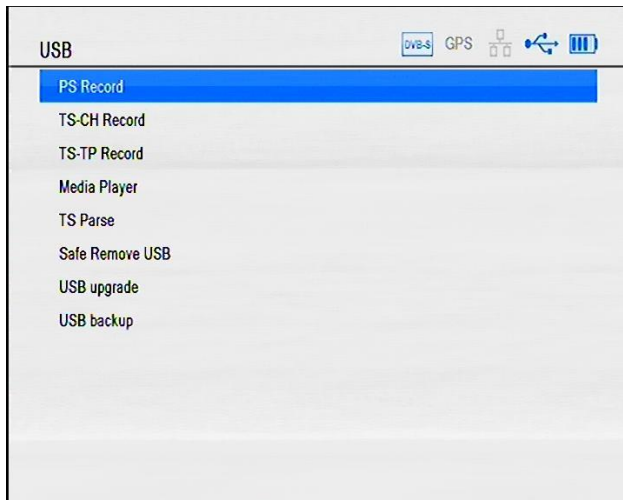 USB DVB-S GPS
PS Record
TS-CH Record
TS-TP Record
Media Player
TS Parse
Safe Remove USB
USB upgrade
USB backup